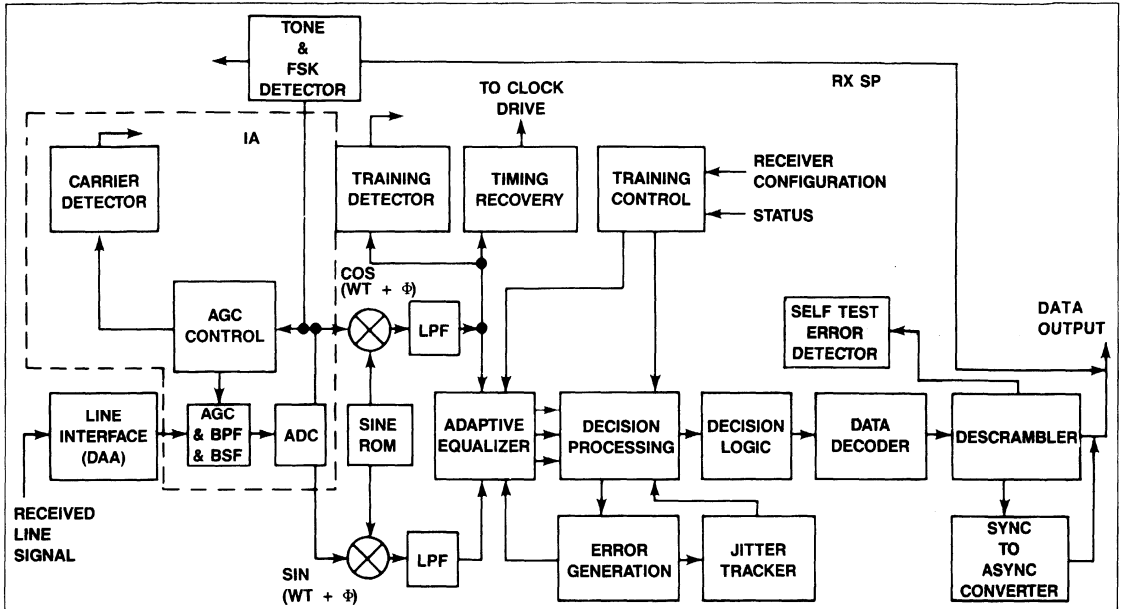 TONE
&
FSK
DETECTOR
RX SP
TO CLOCK
DRIVE
IA
CARRIER
DETECTOR
TRAINING
DETECTOR
TIMING
RECOVERY
TRAINING
CONTROL
RECEIVER
CONFIGURATION
STATUS
COS
(WT + Φ)
AGC
CONTROL
LPF
SELF TEST
ERROR
DETECTOR
DATA
OUTPUT
LINE
INTERFACE
(DAA)
AGC
& BPF
& BSF
ADC
SINE
ROM
ADAPTIVE
EQUALIZER
DECISION
PROCESSING
DECISION
LOGIC
DATA
DECODER
DESCRAMBLER
RECEIVED
LINE
SIGNAL
SIN
(WT + Φ)
LPF
ERROR
GENERATION
JITTER
TRACKER
SYNC
TO
ASYNC
CONVERTER